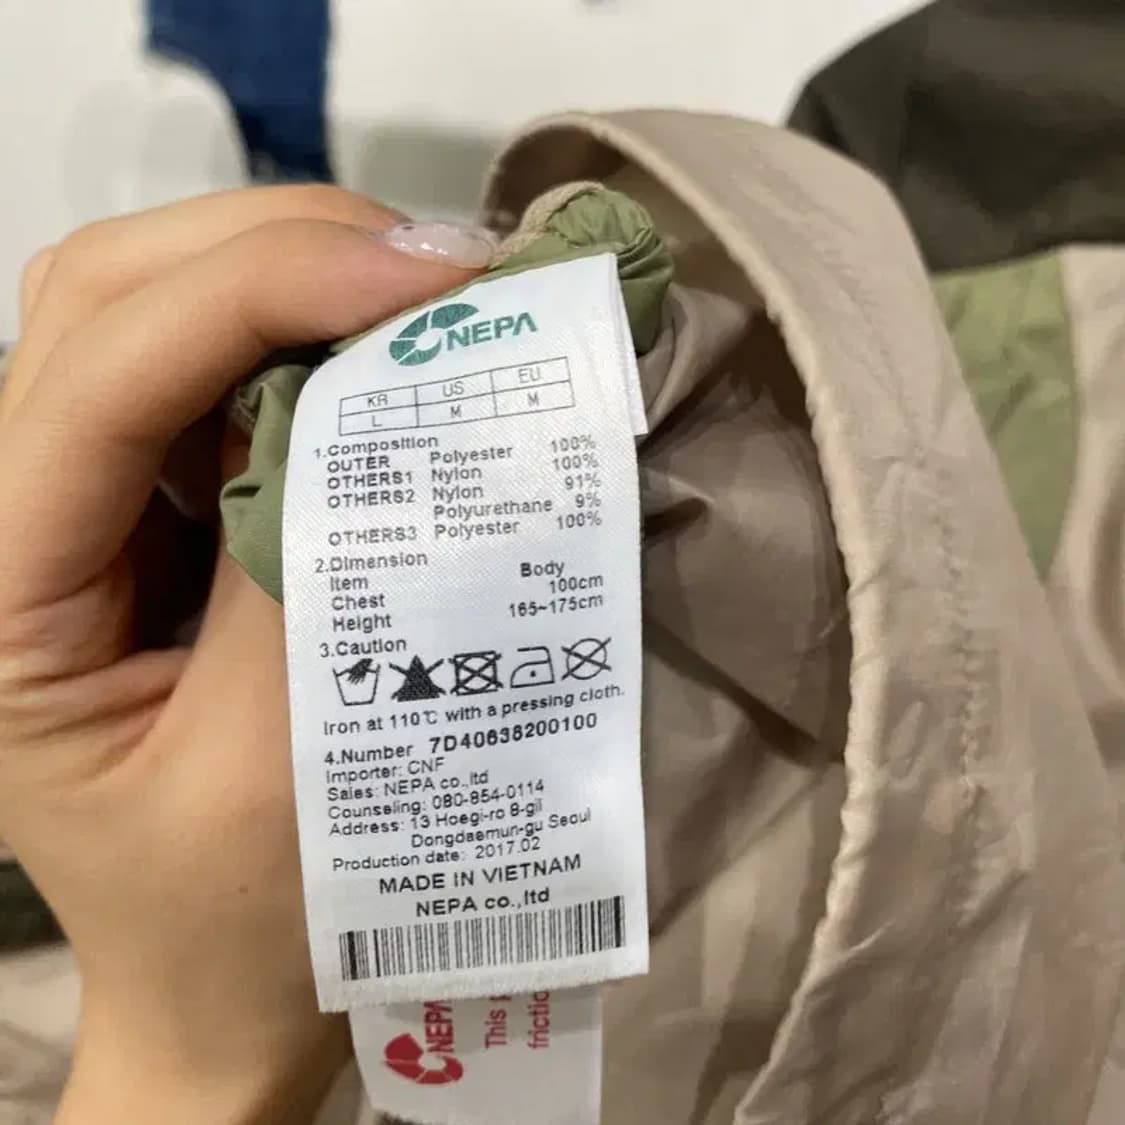 NEPA
KR US EU
L M M
1.Composition
OUTER Polyester 100%
OTHERS1 Nylon 100%
OTHERS2 Nylon 91%
Polyurethane 9%
OTHERS3 Polyester 100%
2.Dimension
Item Body
Chest 100cm
Height 165~175cm
3.Caution
Iron at 110℃ with a pressing cloth.
4.Number 7D40638200100
Importer: CNF
Sales: NEPA co.,ltd
Counseling: 080-854-0114
Address: 13 Hoegi-ro 8-gil
Dongdaemun-gu Seoul
Production date: 2017.02
MADE IN VIETNAM
NEPA co.,ltd
NEPA
This
frictio